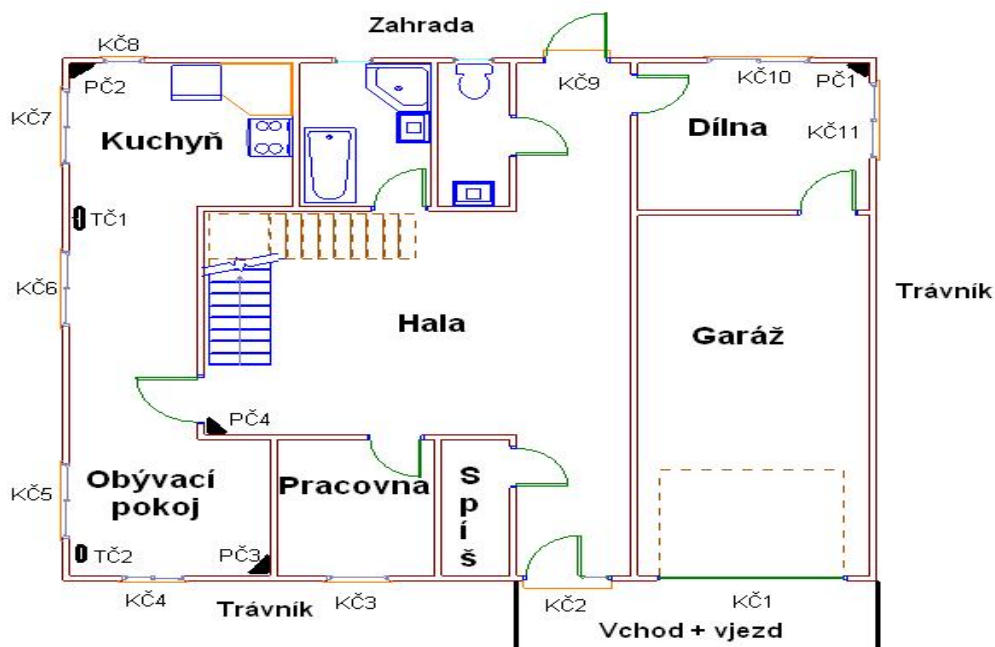 Zahrada
KČ8
KČ9
KČ10
PČ1
PČ2
KČ7
Kuchyň
Dílna
KČ11
TČ1
KČ6
Hala
Garáž
Trávník
PČ4
Obývací
pokoj
KČ5
Pracovna
S
p
í
š
TČ2
PČ3
KČ4
Trávník
KČ3
KČ2
KČ1
Vchod + vjezd